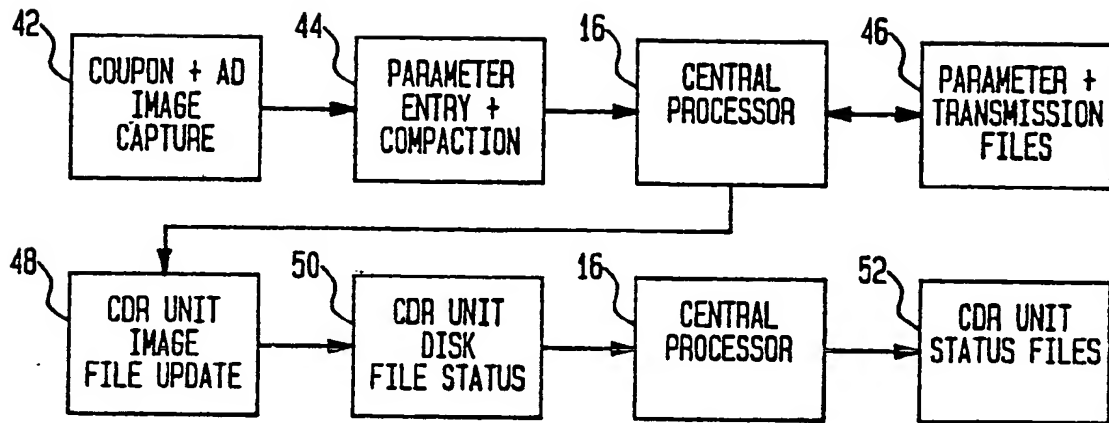 42
COUPON + AD
IMAGE
CAPTURE
44
PARAMETER
ENTRY +
COMPACTION
16
CENTRAL
PROCESSOR
46
PARAMETER +
TRANSMISSION
FILES
48
CDR UNIT
IMAGE
FILE UPDATE
50
CDR UNIT
DISK
FILE STATUS
16
CENTRAL
PROCESSOR
52
CDR UNIT
STATUS FILES